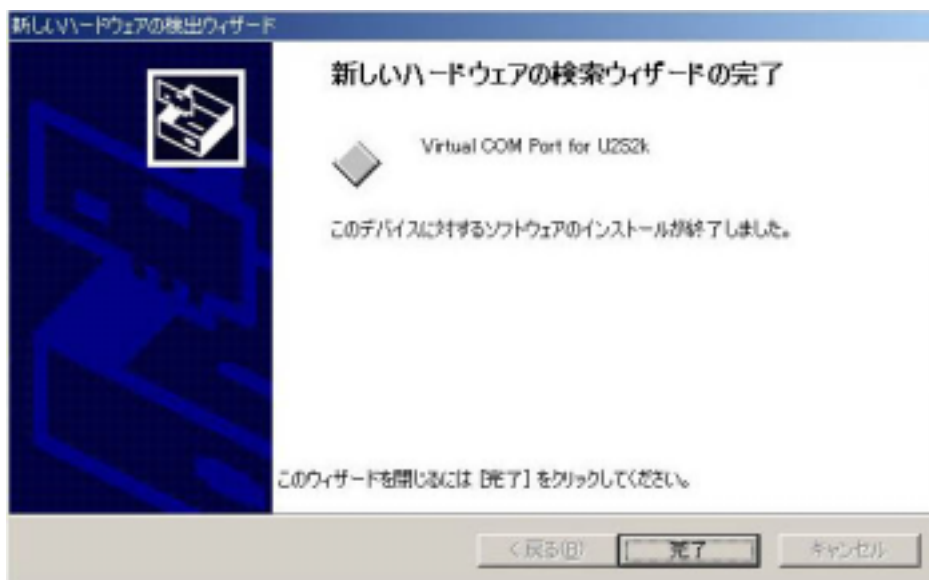 新しいハードウェアの検出ウィザード
新しいハードウェアの検索ウィザードの完了
Virtual COM Port for U2S2k
このデバイスに対するソフトウェアのインストールが終了しました。
このウィザードを閉じるには [完了] をクリックしてください。
< 戻る(B)
完了
キャンセル